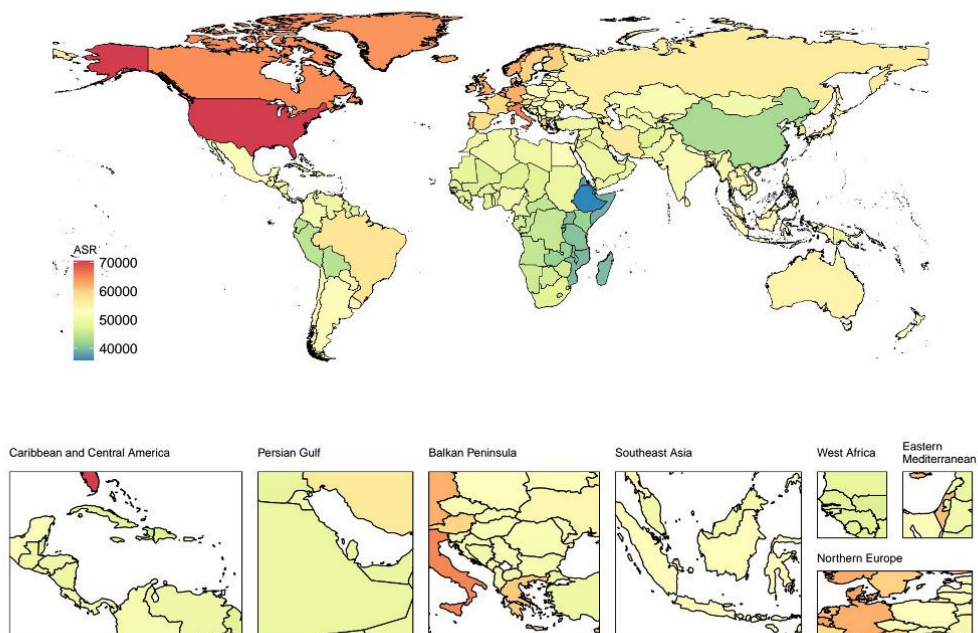 ASR
70000
60000
50000
40000
Caribbean and Central America
Persian Gulf
Balkan Peninsula
Southeast Asia
West Africa
Eastern
Mediterranean
Northern Europe